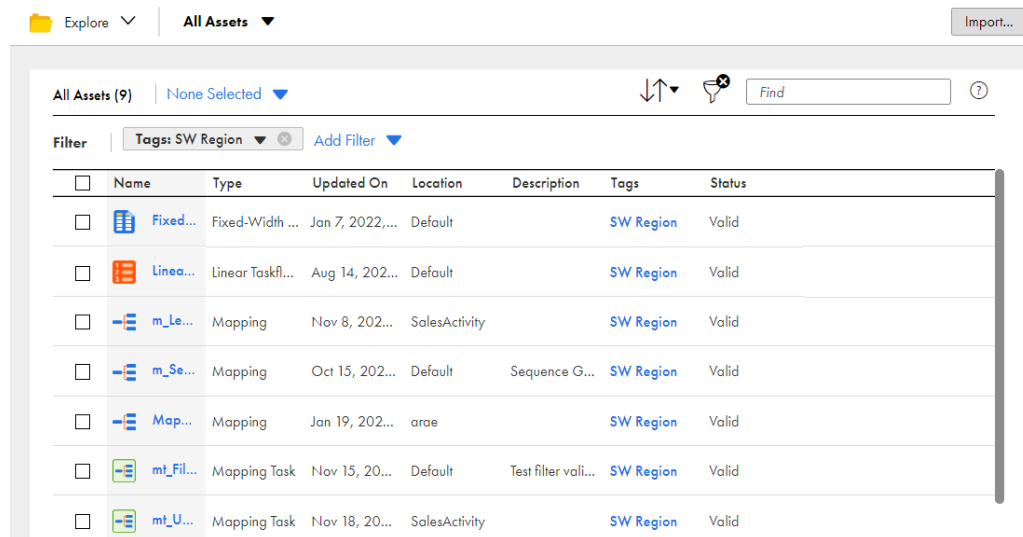 Explore All Assets Import...
All Assets (9) None Selected Find ?
Filter Tags: SW Region Add Filter
Name Type Updated On Location Description Tags Status
Fixed... Fixed-Width ... Jan 7, 2022,... Default SW Region Valid
1 2 3 Linea... Linear Taskfl... Aug 14, 202... Default SW Region Valid
m_Le... Mapping Nov 8, 202... SalesActivity SW Region Valid
m_Se... Mapping Oct 15, 202... Default Sequence G... SW Region Valid
Map... Mapping Jan 19, 202... arae SW Region Valid
mt_Fil... Mapping Task Nov 15, 20... Default Test filter vali... SW Region Valid
mt_U... Mapping Task Nov 18, 20... SalesActivity SW Region Valid